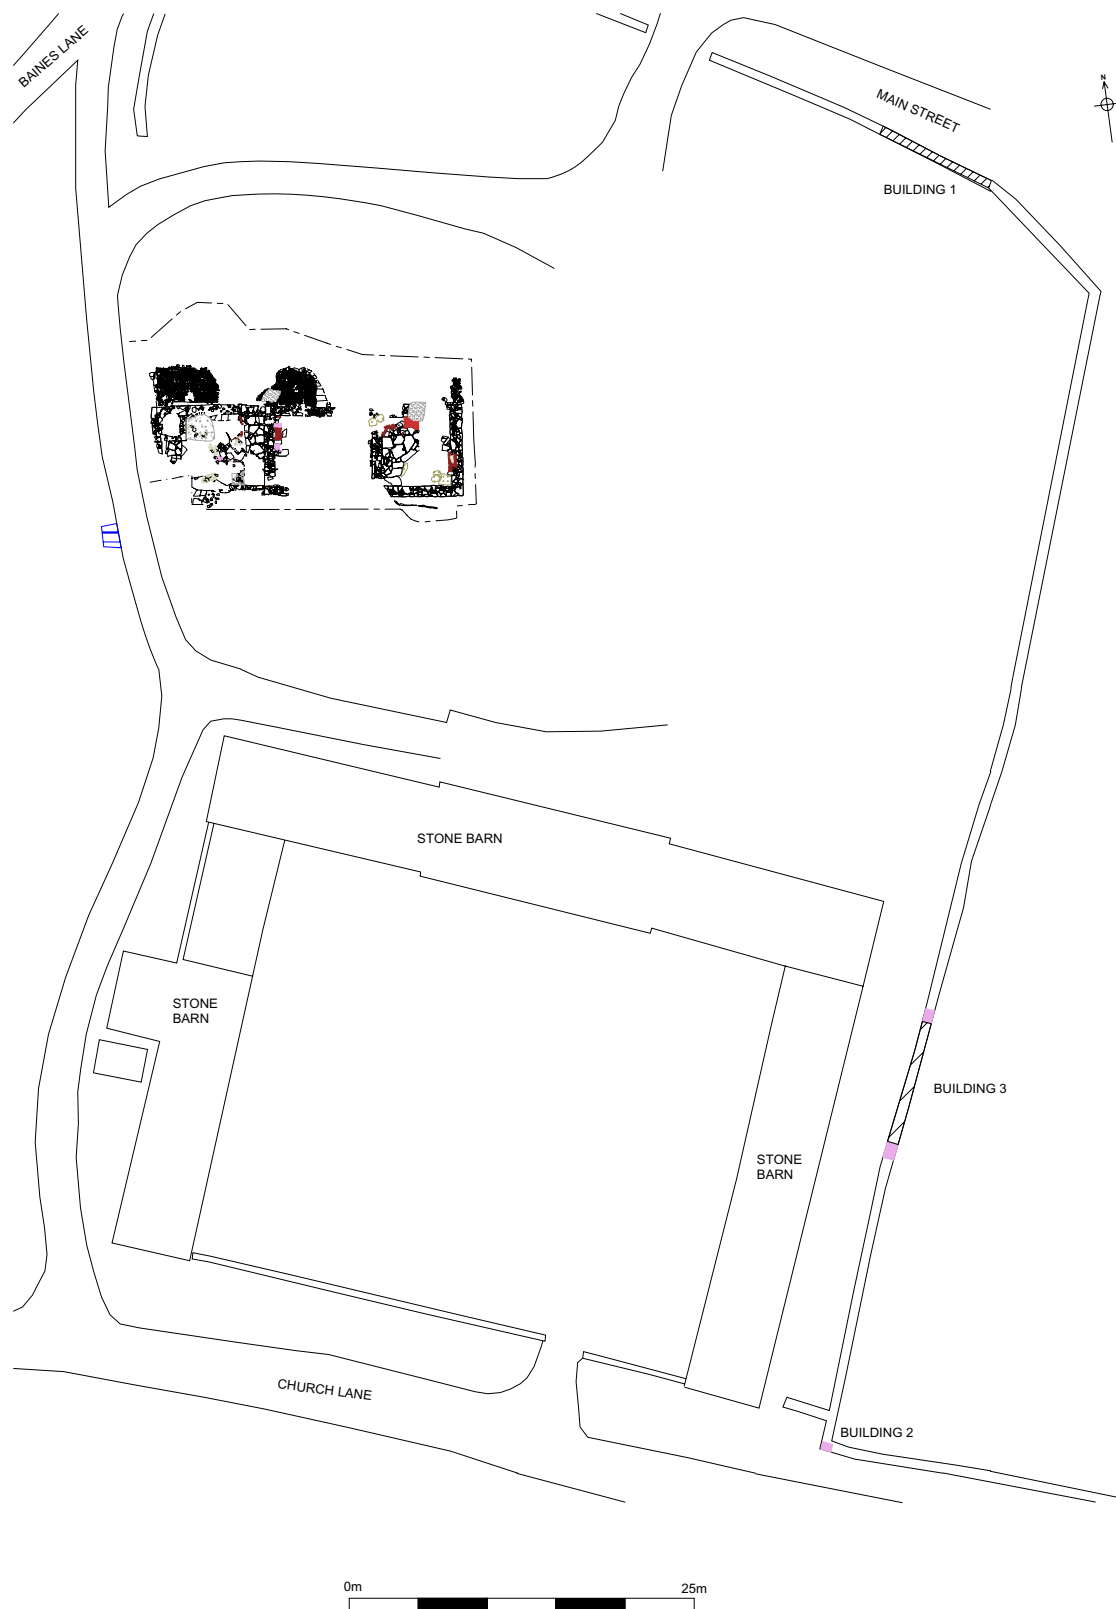 BAINES LANE
N
MAIN STREET
BUILDING 1
STONE BARN
STONE
BARN
BUILDING 3
STONE
BARN
CHURCH LANE
BUILDING 2
0m 25m